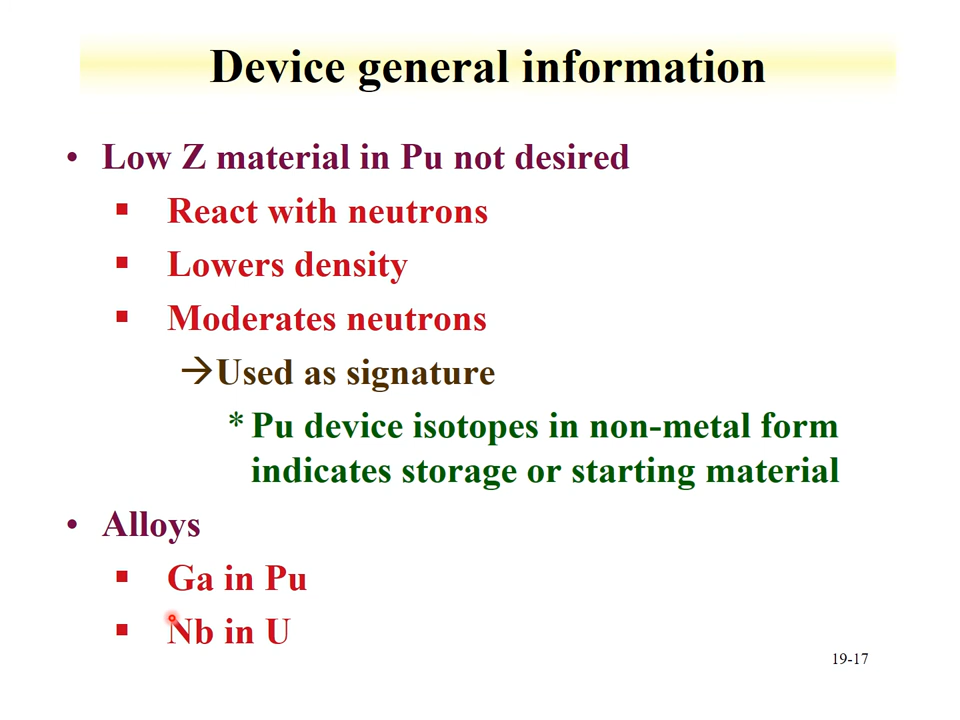 Device general information
• Low Z material in Pu not desired
▪ React with neutrons
▪ Lowers density
▪ Moderates neutrons
→Used as signature
* Pu device isotopes in non-metal form
indicates storage or starting material
• Alloys
▪ Ga in Pu
▪ Nb in U
19-17